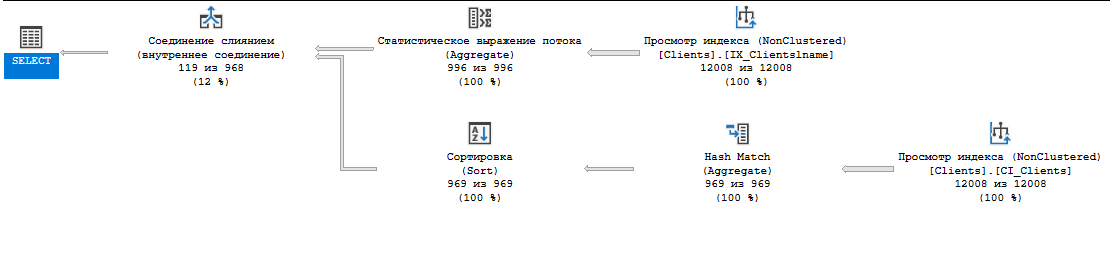 SELECT
Соединение слиянием
(внутреннее соединение)
119 из 968
(12 %)
Статистическое выражение потока
(Aggregate)
996 из 996
(100 %)
Просмотр индекса (NonClustered)
[Clients].[IX_Clientslname]
12008 из 12008
(100 %)
Сортировка
(Sort)
969 из 969
(100 %)
Hash Match
(Aggregate)
969 из 969
(100 %)
Просмотр индекса (NonClustered)
[Clients].[CI_Clients]
12008 из 12008
(100 %)